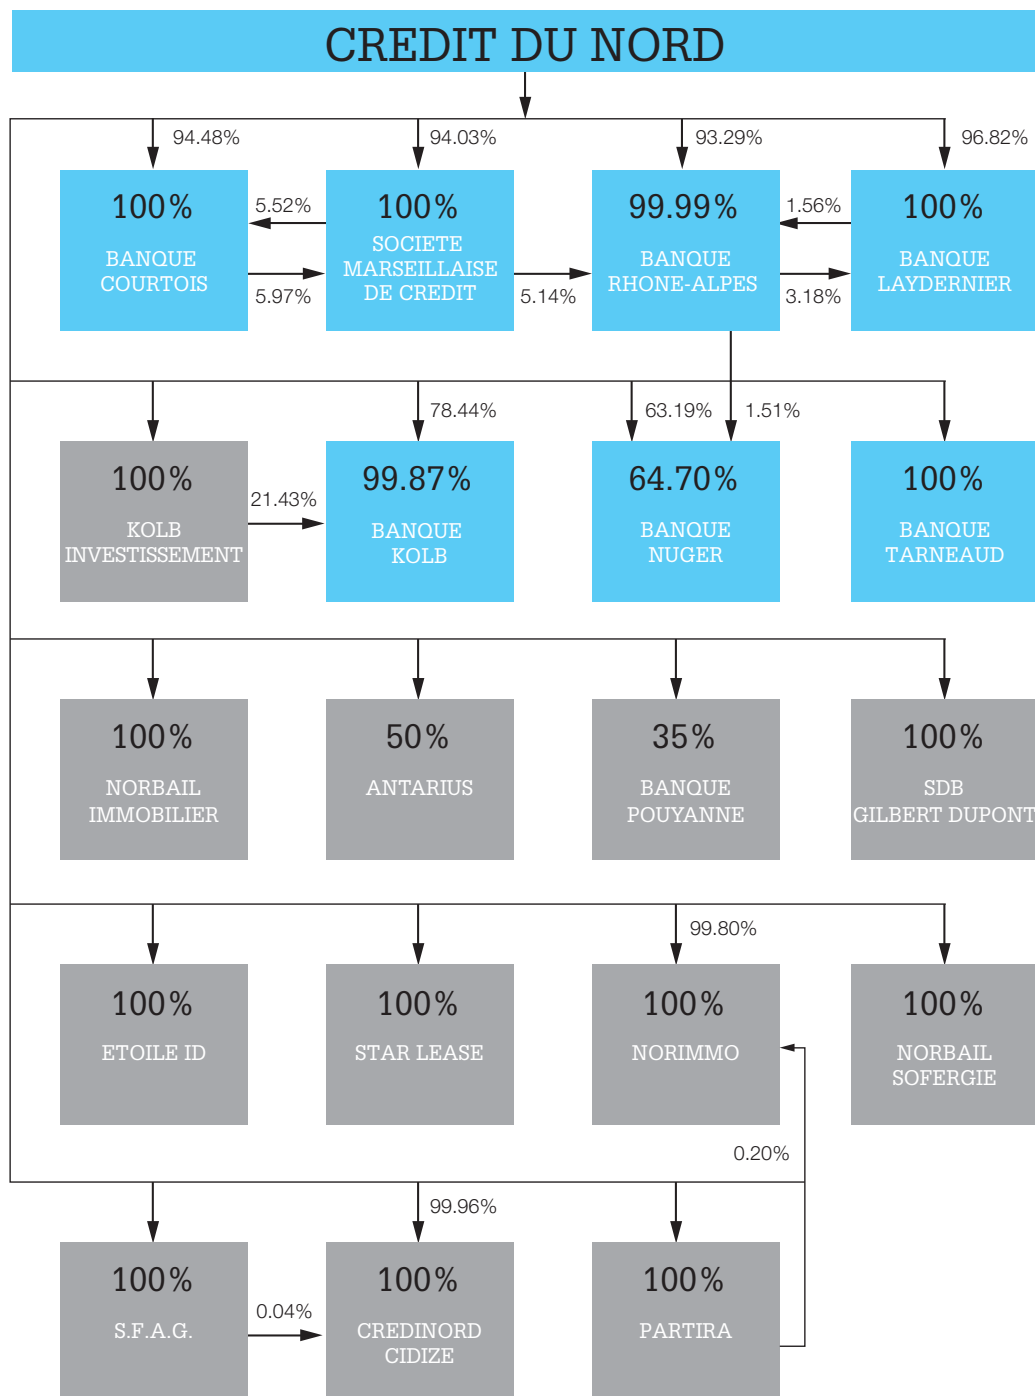 CREDIT DU NORD
94.48%
94.03%
93.29%
96.82%
100%
BANQUE
COURTOIS
5.52%
5.97%
100%
SOCIETE
MARSEILLAISE
DE CREDIT
5.14%
99.99%
BANQUE
RHONE-ALPES
1.56%
3.18%
100%
BANQUE
LAYDERNIER
78.44%
63.19%
1.51%
100%
KOLB
INVESTISSEMENT
21.43%
99.87%
BANQUE
KOLB
64.70%
BANQUE
NUGER
100%
BANQUE
TARNEAUD
100%
NORBAIL
IMMOBILIER
50%
ANTARIUS
35%
BANQUE
POUYANNE
100%
SDB
GILBERT DUPONT
99.80%
100%
ETOILE ID
100%
STAR LEASE
100%
NORIMMO
100%
NORBAIL
SOFERGIE
0.20%
99.96%
100%
S.F.A.G.
0.04%
100%
CREDINORD
CIDIZE
100%
PARTIRA